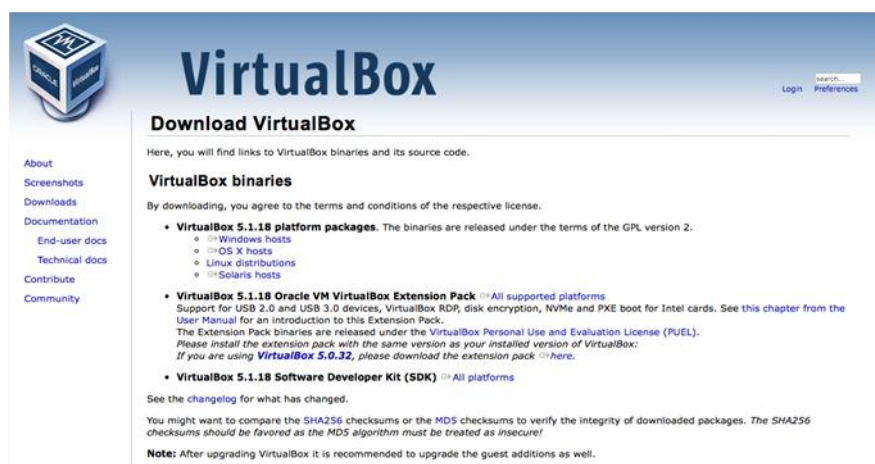 ORACLE
VirtualBox
VirtualBox
search...
Login Preferences
Download VirtualBox
Here, you will find links to VirtualBox binaries and its source code.
About
Screenshots
Downloads
Documentation
End-user docs
Technical docs
Contribute
Community
VirtualBox binaries
By downloading, you agree to the terms and conditions of the respective license.
• VirtualBox 5.1.18 platform packages. The binaries are released under the terms of the GPL version 2.
Windows hosts
OS X hosts
Linux distributions
Solaris hosts
• VirtualBox 5.1.18 Oracle VM VirtualBox Extension Pack All supported platforms
Support for USB 2.0 and USB 3.0 devices, VirtualBox RDP, disk encryption, NVMe and PXE boot for Intel cards. See this chapter from the
User Manual for an introduction to this Extension Pack.
The Extension Pack binaries are released under the VirtualBox Personal Use and Evaluation License (PUEL).
Please install the extension pack with the same version as your installed version of VirtualBox:
If you are using VirtualBox 5.0.32, please download the extension pack here.
• VirtualBox 5.1.18 Software Developer Kit (SDK) All platforms
See the changelog for what has changed.
You might want to compare the SHA256 checksums or the MD5 checksums to verify the integrity of downloaded packages. The SHA256
checksums should be favored as the MD5 algorithm must be treated as insecure!
Note: After upgrading VirtualBox it is recommended to upgrade the guest additions as well.